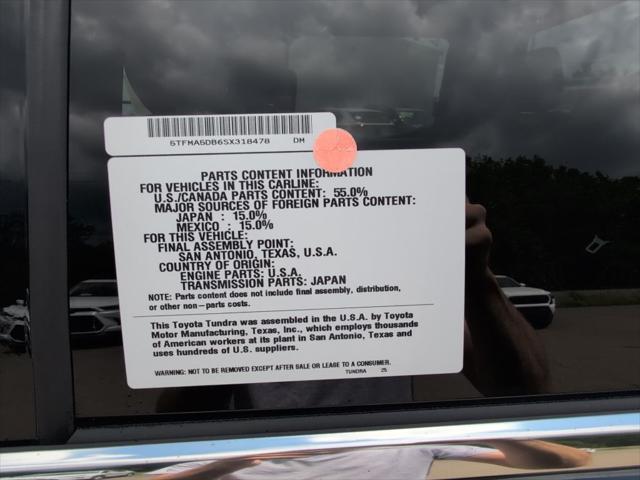 5TFMA5DB6SX318478 DM
PARTS CONTENT INFORMATION
FOR VEHICLES IN THIS CARLINE:
U.S./CANADA PARTS CONTENT: 55.0%
MAJOR SOURCES OF FOREIGN PARTS CONTENT:
JAPAN : 15.0%
MEXICO : 15.0%
FOR THIS VEHICLE:
FINAL ASSEMBLY POINT:
SAN ANTONIO, TEXAS, U.S.A.
COUNTRY OF ORIGIN:
ENGINE PARTS: U.S.A.
TRANSMISSION PARTS: JAPAN
NOTE: Parts content does not include final assembly, distribution,
or other non-parts costs.
This Toyota Tundra was assembled in the U.S.A. by Toyota
Motor Manufacturing, Texas, Inc., which employs thousands
of American workers at its plant in San Antonio, Texas and
uses hundreds of U.S. suppliers.
WARNING: NOT TO BE REMOVED EXCEPT AFTER SALE OR LEASE TO A CONSUMER.
TUNDRA 25